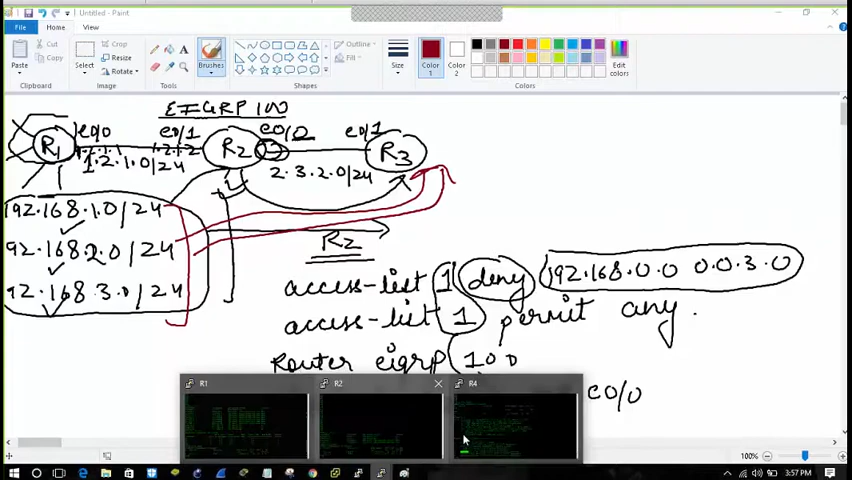 Untitled - Paint
File Home View
Cut
Copy
Paste
Clipboard
Crop
Resize
Select
Rotate
Image
Tools
Brushes
Outline
Fill
Shapes
Size
Color 1
Color 2
Edit colors
Colors
EIGRP 100
R1 e0/0 e0/1 R2 e0/0 e0/1 R3
1.2.1.0/24
2.3.2.0/24
192.168.1.0/24
92.168.2.0/24
92.168.3.0/24
R2
access-list 1 deny 192.168.0.0 0.0.3.0
access-list 1 permit any.
Router eigrp 100
e0/0
R1 R2 R4
100%
3:57 PM